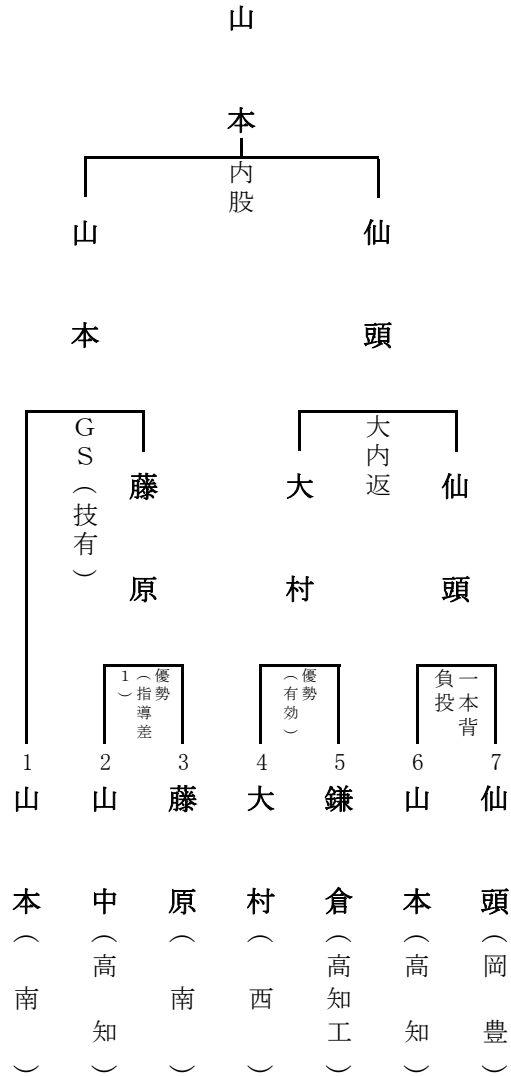 山本
内股
山本
仙頭
GS(技有)
藤原
大村
大内返
仙頭
優勢
(指導差
1)
優勢
(有効)
一本背
負投
1
2
3
4
5
6
7
山本(南)
山中(高知)
藤原(南)
大村(西)
鎌倉(高知工)
山本(高知)
仙頭(岡豊)